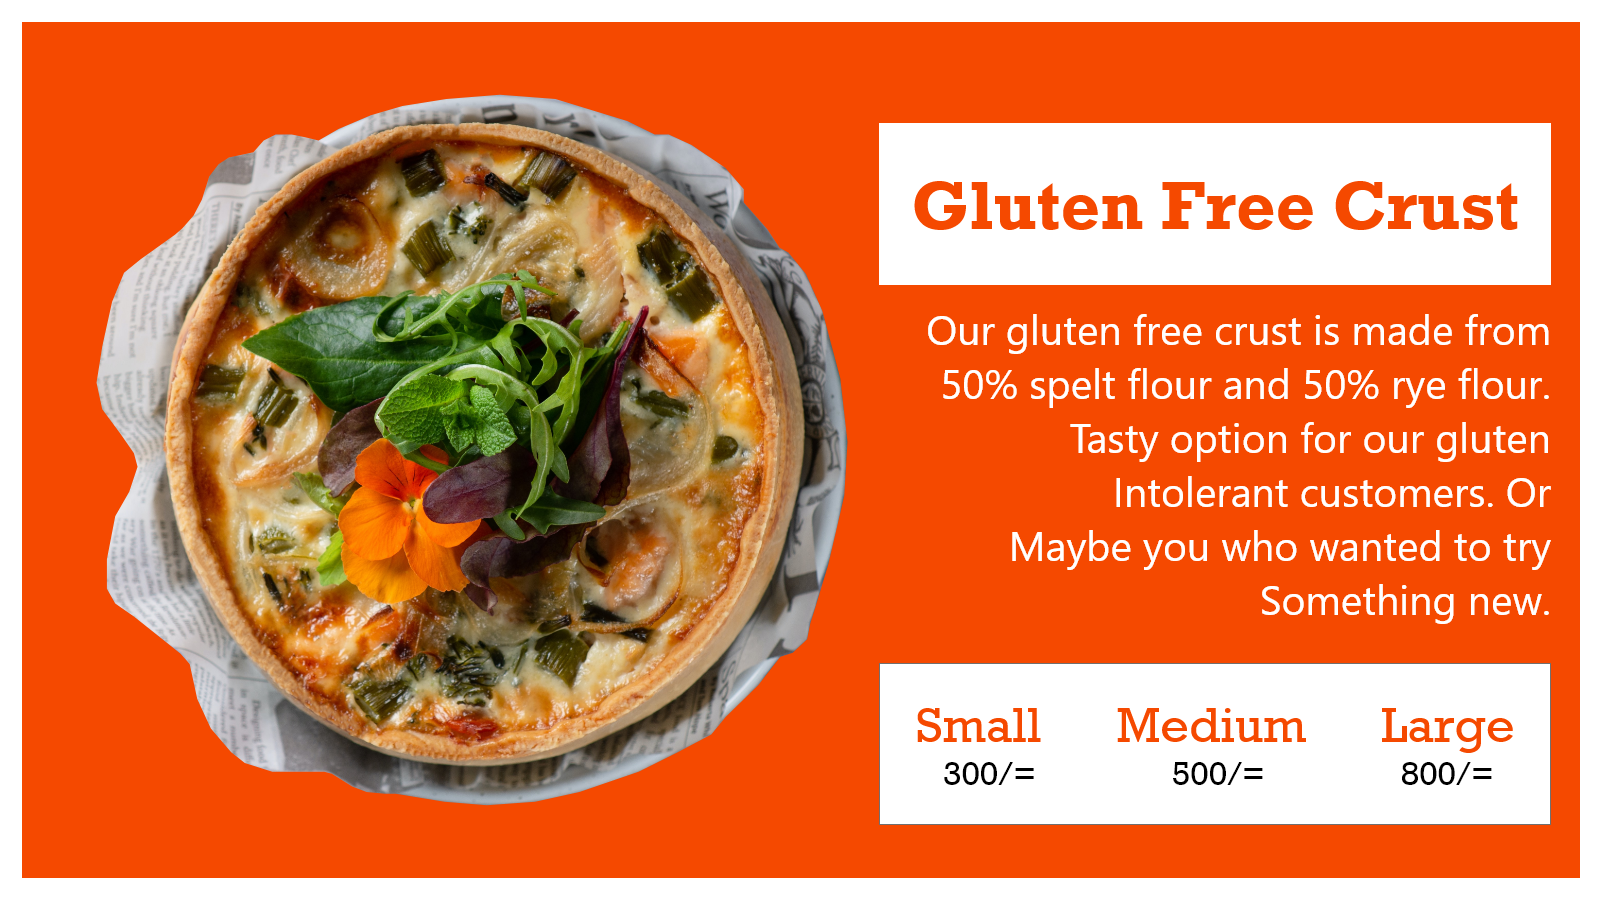 Gluten Free Crust
Our gluten free crust is made from
50% spelt flour and 50% rye flour.
Tasty option for our gluten
Intolerant customers. Or
Maybe you who wanted to try
Something new.
Small Medium Large
300/= 500/= 800/=